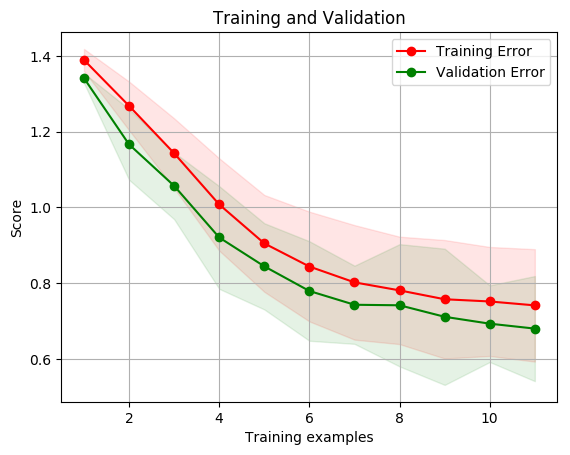 Training and Validation
Training Error
Validation Error
1.4
1.2
1.0
0.8
0.6
Score
2 4 6 8 10
Training examples